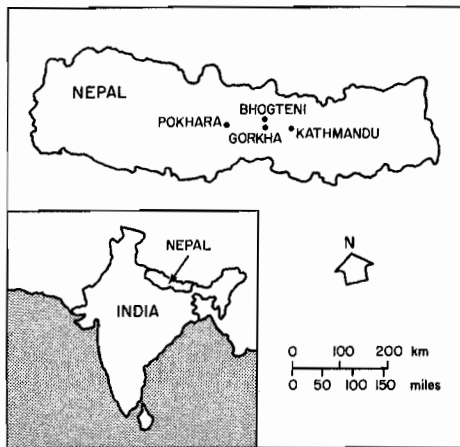 NEPAL
BHOGTENI
POKHARA
GORKHA
KATHMANDU
NEPAL
INDIA
N
0 100 200 km
0 50 100 150 miles